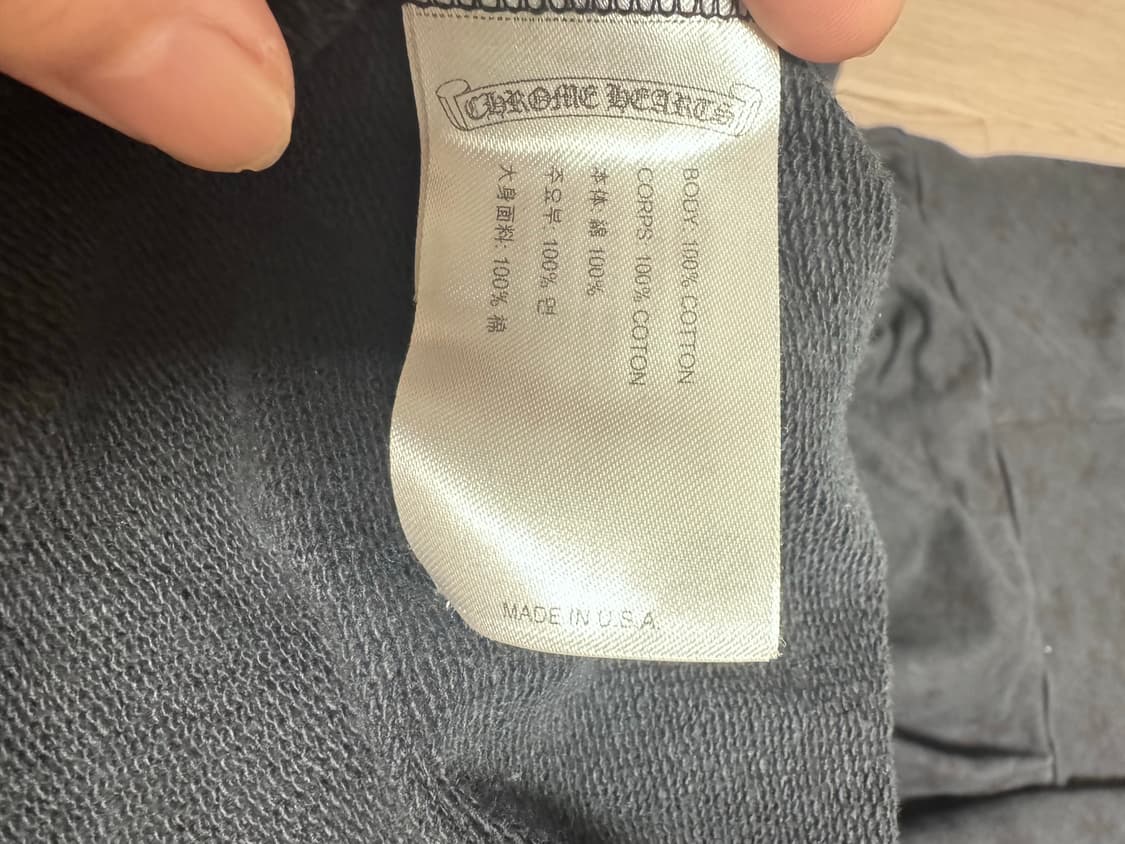 CHROME HEARTS
BODY: 100% COTTON
CORPS 100% COTON
本体 綿 100%
주요부: 100% 면
大身面料: 100% 棉
MADE IN U.S.A.